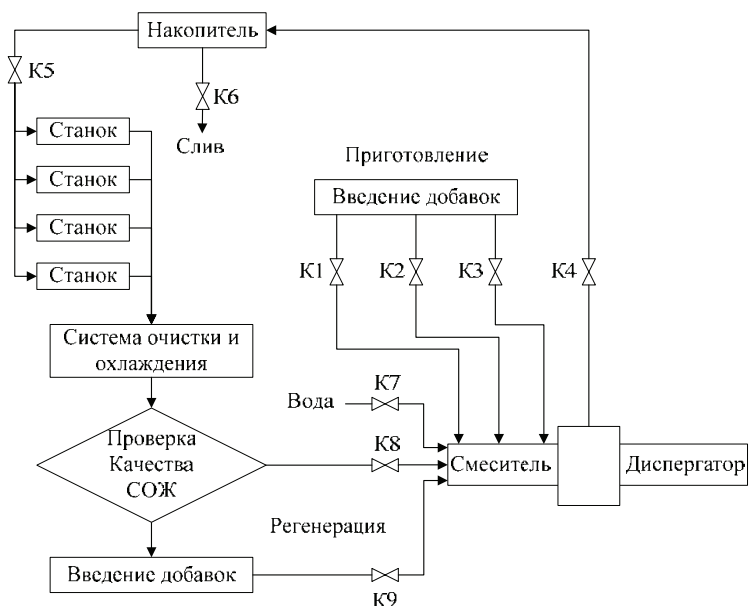 Накопитель
К5
К6
Слив
Станок
Станок
Станок
Станок
Приготовление
Введение добавок
К1
К2
К3
К4
Система очистки и
охлаждения
Вода
К7
Проверка
Качества
СОЖ
К8
Смеситель
Диспергатор
Регенерация
Введение добавок
К9